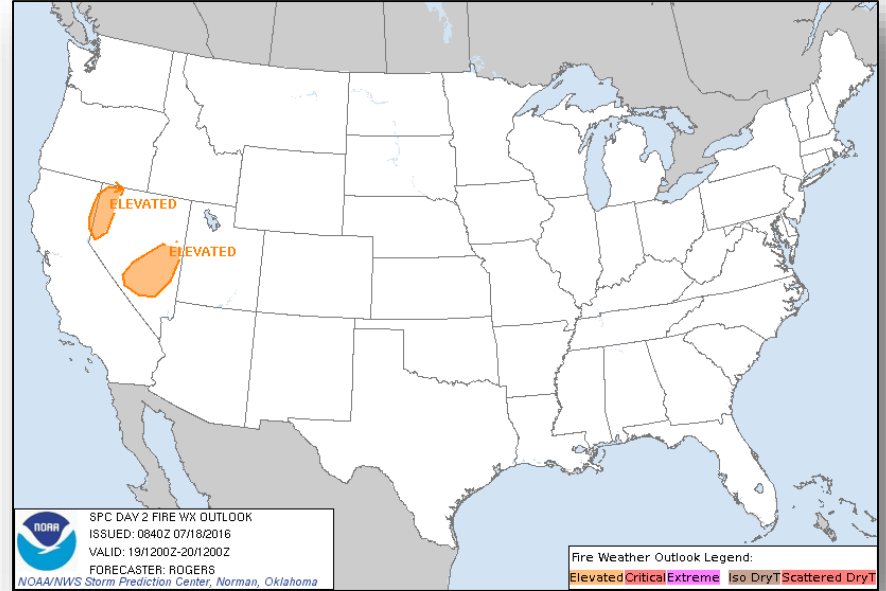 ELEVATED
ELEVATED
NOAA
SPC DAY 2 FIRE WX OUTLOOK
ISSUED: 0840Z 07/18/2016
VALID: 19/1200Z-20/1200Z
FORECASTER: ROGERS
NOAA/NWS Storm Prediction Center, Norman, Oklahoma
Fire Weather Outlook Legend:
Elevated Critical Extreme Iso DryT Scattered DryT